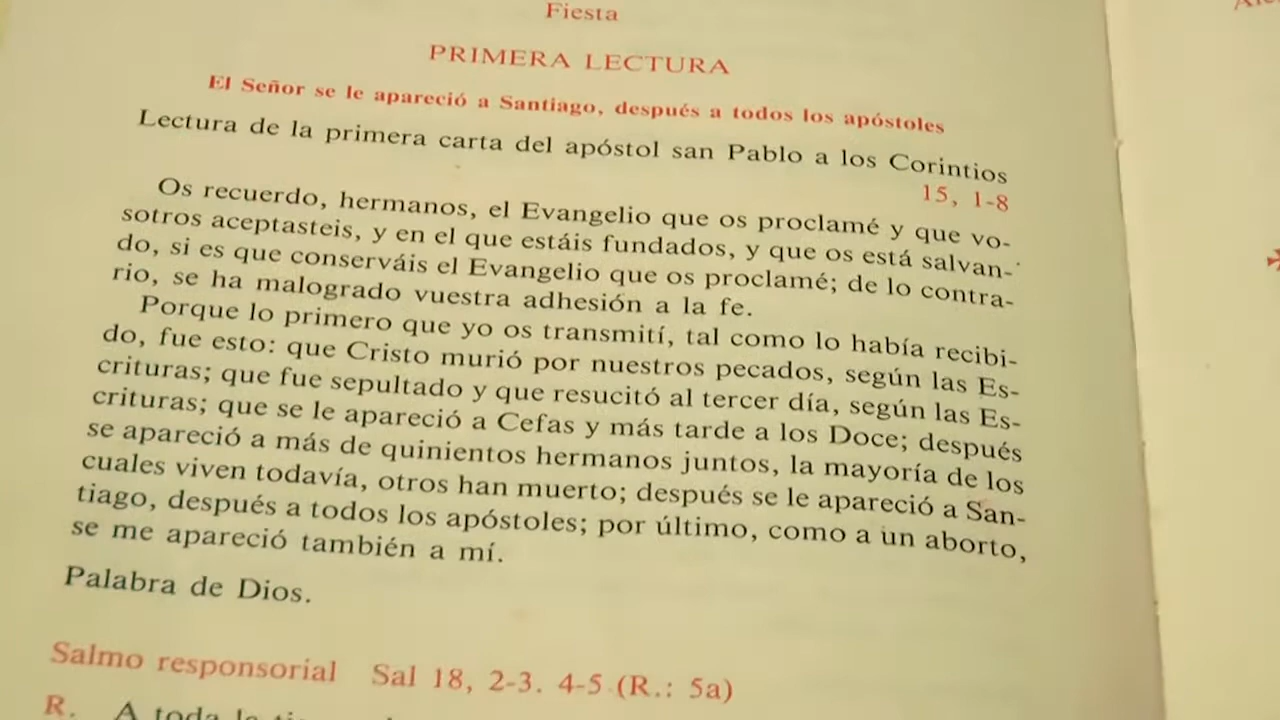 Fiesta
PRIMERA LECTURA
El Señor se le apareció a Santiago, después a todos los apóstoles
Lectura de la primera carta del apóstol san Pablo a los Corintios
15, 1-8
Os recuerdo, hermanos, el Evangelio que os proclamé y que vo-
sotros aceptasteis, y en el que estáis fundados, y que os está salvan-
do, si es que conserváis el Evangelio que os proclamé; de lo contra-
rio, se ha malogrado vuestra adhesión a la fe.
Porque lo primero que yo os transmití, tal como lo había recibi-
do, fue esto: que Cristo murió por nuestros pecados, según las Es-
crituras; que fue sepultado y que resucitó al tercer día, según las Es-
crituras; que se le apareció a Cefas y más tarde a los Doce; después
se apareció a más de quinientos hermanos juntos, la mayoría de los
cuales viven todavía, otros han muerto; después se le apareció a San-
tiago, después a todos los apóstoles; por último, como a un aborto,
se me apareció también a mí.
Palabra de Dios.
Salmo responsorial Sal 18, 2-3. 4-5 (R.: 5a)
R. A toda la